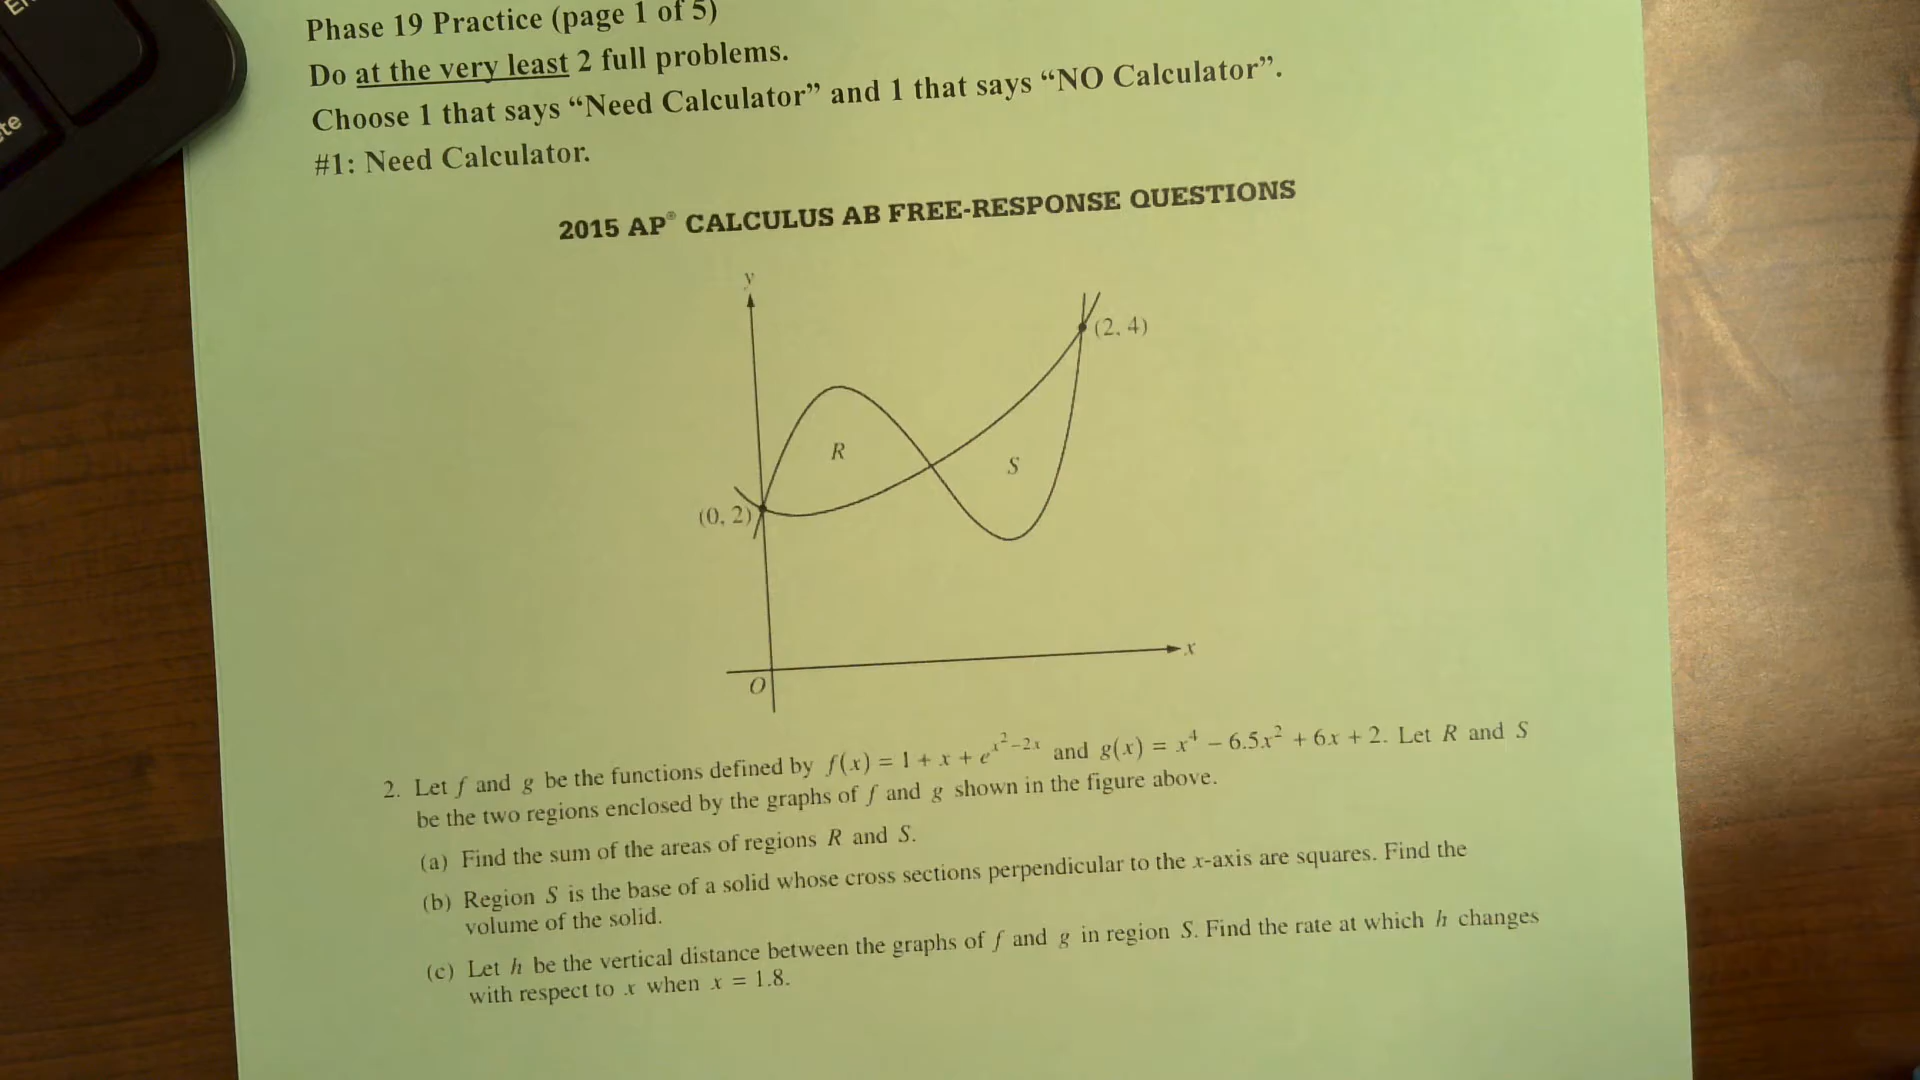 Phase 19 Practice (page 1 of 5)
Do at the very least 2 full problems.
Choose 1 that says “Need Calculator” and 1 that says “NO Calculator”.
#1: Need Calculator.
2015 AP® CALCULUS AB FREE-RESPONSE QUESTIONS
y
(2, 4)
R
S
(0, 2)
x
O
2. Let f and g be the functions defined by f(x) = 1 + x + e^{x²−2x} and g(x) = x⁴ − 6.5x² + 6x + 2. Let R and S
be the two regions enclosed by the graphs of f and g shown in the figure above.
(a) Find the sum of the areas of regions R and S.
(b) Region S is the base of a solid whose cross sections perpendicular to the x-axis are squares. Find the
volume of the solid.
(c) Let h be the vertical distance between the graphs of f and g in region S. Find the rate at which h changes
with respect to x when x = 1.8.